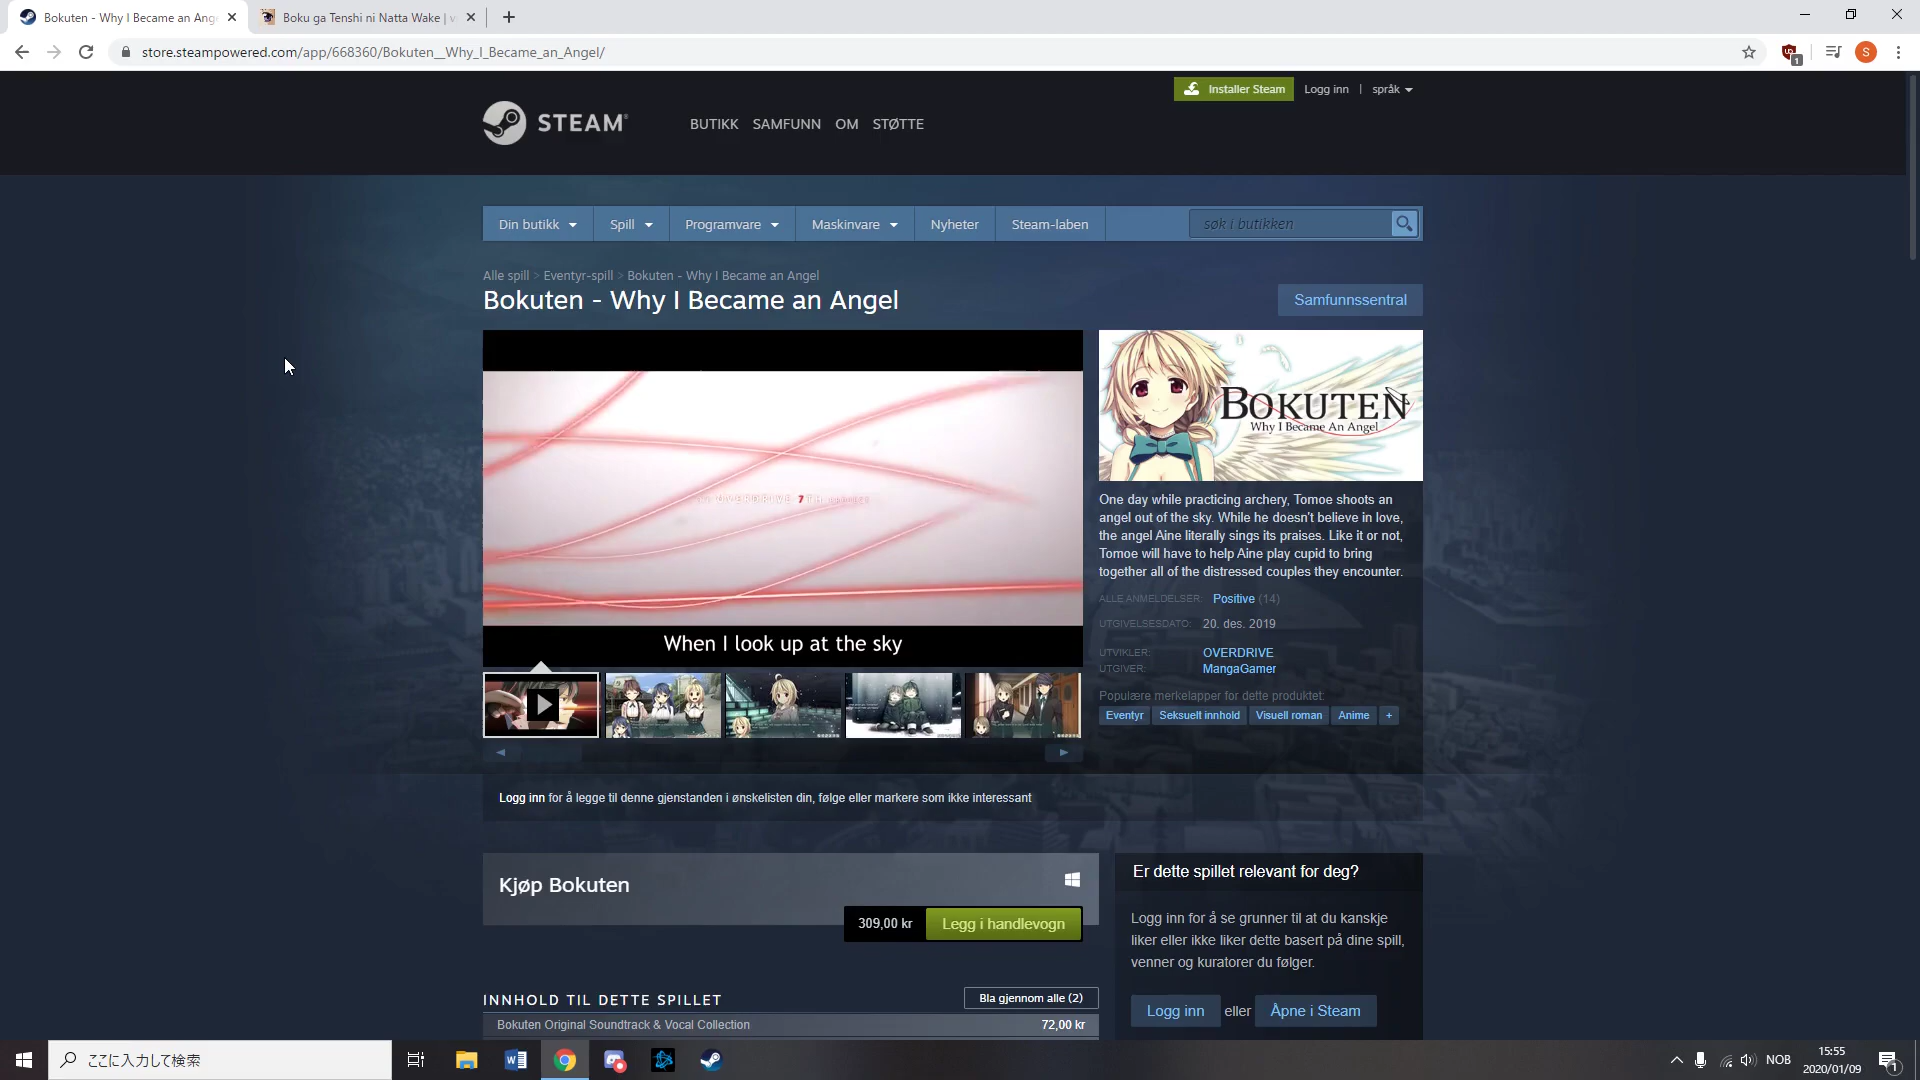 Bokuten - Why I Became an Ange
Boku ga Tenshi ni Natta Wake | v
store.steampowered.com/app/668360/Bokuten__Why_I_Became_an_Angel/
1
S
Installer Steam
Logg inn | språk
STEAM
BUTIKK SAMFUNN OM STØTTE
Din butikk
Spill
Programvare
Maskinvare
Nyheter
Steam-laben
søk i butikken
Alle spill > Eventyr-spill > Bokuten - Why I Became an Angel
Bokuten - Why I Became an Angel
Samfunnssentral
OVERDRIVE 7TH
When I look up at the sky
BOKUTEN
Why I Became An Angel
One day while practicing archery, Tomoe shoots an
angel out of the sky. While he doesn't believe in love,
the angel Aine literally sings its praises. Like it or not,
Tomoe will have to help Aine play cupid to bring
together all of the distressed couples they encounter.
ALLE ANMELDELSER: Positive (14)
UTGIVELSESDATO: 20. des. 2019
UTVIKLER: OVERDRIVE
UTGIVER: MangaGamer
Populære merkelapper for dette produktet:
Eventyr Seksuelt innhold Visuell roman Anime +
Logg inn for å legge til denne gjenstanden i ønskelisten din, følge eller markere som ikke interessant
Kjøp Bokuten
309,00 kr Legg i handlevogn
Er dette spillet relevant for deg?
Logg inn for å se grunner til at du kanskje
liker eller ikke liker dette basert på dine spill,
venner og kuratorer du følger.
Logg inn eller Åpne i Steam
INNHOLD TIL DETTE SPILLET
Bla gjennom alle (2)
Bokuten Original Soundtrack & Vocal Collection 72,00 kr
ここに入力して検索
NOB
15:55
2020/01/09
1